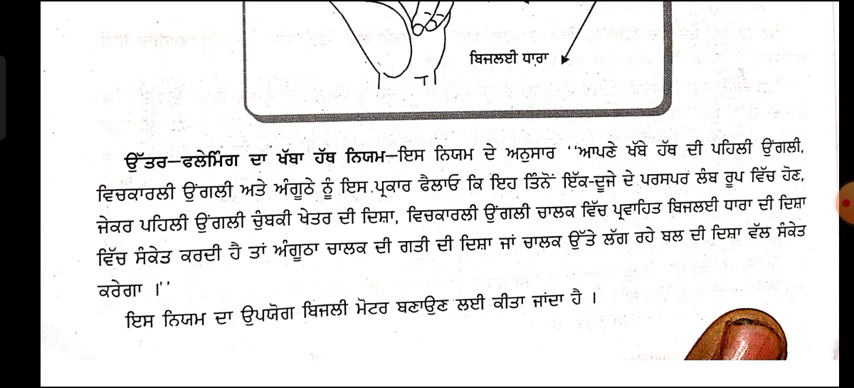 ਬਿਜਲਈ ਧਾਰਾ
ਉੱਤਰ—ਫਲੇਮਿੰਗ ਦਾ ਖੱਬਾ ਹੱਥ ਨਿਯਮ—ਇਸ ਨਿਯਮ ਦੇ ਅਨੁਸਾਰ ‘‘ਆਪਣੇ ਖੱਬੇ ਹੱਥ ਦੀ ਪਹਿਲੀ ਉਂਗਲੀ,
ਵਿਚਕਾਰਲੀ ਉਂਗਲੀ ਅਤੇ ਅੰਗੂਠੇ ਨੂੰ ਇਸ ਪ੍ਰਕਾਰ ਫੈਲਾਓ ਕਿ ਇਹ ਤਿੰਨੋਂ ਇੱਕ-ਦੂਜੇ ਦੇ ਪਰਸਪਰ ਲੰਬ ਰੂਪ ਵਿੱਚ ਹੋਣ,
ਜੇਕਰ ਪਹਿਲੀ ਉਂਗਲੀ ਚੁੰਬਕੀ ਖੇਤਰ ਦੀ ਦਿਸ਼ਾ, ਵਿਚਕਾਰਲੀ ਉਂਗਲੀ ਚਾਲਕ ਵਿੱਚ ਪ੍ਰਵਾਹਿਤ ਬਿਜਲਈ ਧਾਰਾ ਦੀ ਦਿਸ਼ਾ
ਵਿੱਚ ਸੰਕੇਤ ਕਰਦੀ ਹੈ ਤਾਂ ਅੰਗੂਠਾ ਚਾਲਕ ਦੀ ਗਤੀ ਦੀ ਦਿਸ਼ਾ ਜਾਂ ਚਾਲਕ ਉੱਤੇ ਲੱਗ ਰਹੇ ਬਲ ਦੀ ਦਿਸ਼ਾ ਵੱਲ ਸੰਕੇਤ
ਕਰੇਗਾ ।’’
ਇਸ ਨਿਯਮ ਦਾ ਉਪਯੋਗ ਬਿਜਲੀ ਮੋਟਰ ਬਣਾਉਣ ਲਈ ਕੀਤਾ ਜਾਂਦਾ ਹੈ ।